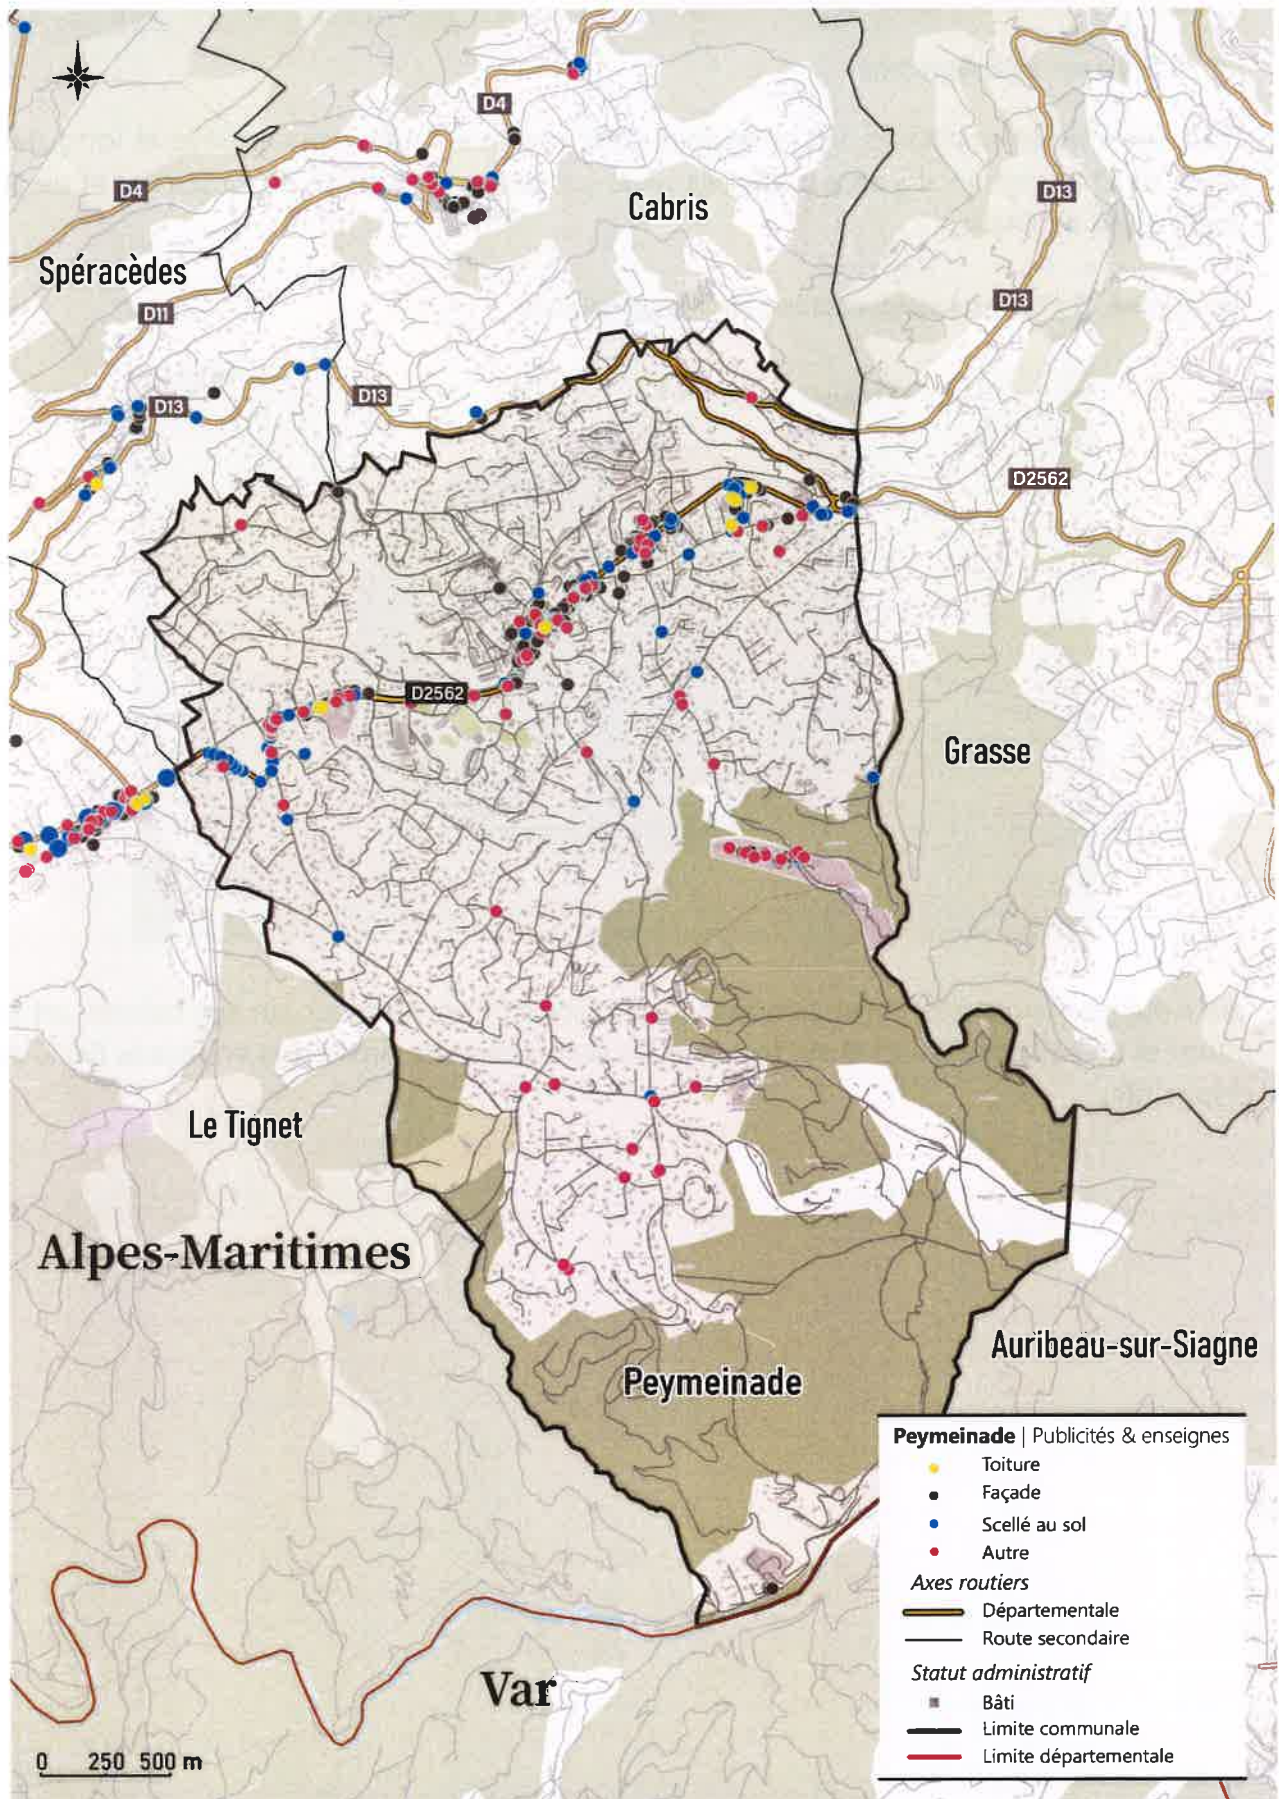 D4
D4
Cabris
D13
Spéracèdes
D11
D13
D13
D13
D2562
D2562
Grasse
Le Tignet
Alpes-Maritimes
Auribeau-sur-Siagne
Peymeinade
Var
0 250 500 m
Peymeinade | Publicités & enseignes
Toiture
Façade
Scellé au sol
Autre
Axes routiers
Départementale
Route secondaire
Statut administratif
Bâti
Limite communale
Limite départementale